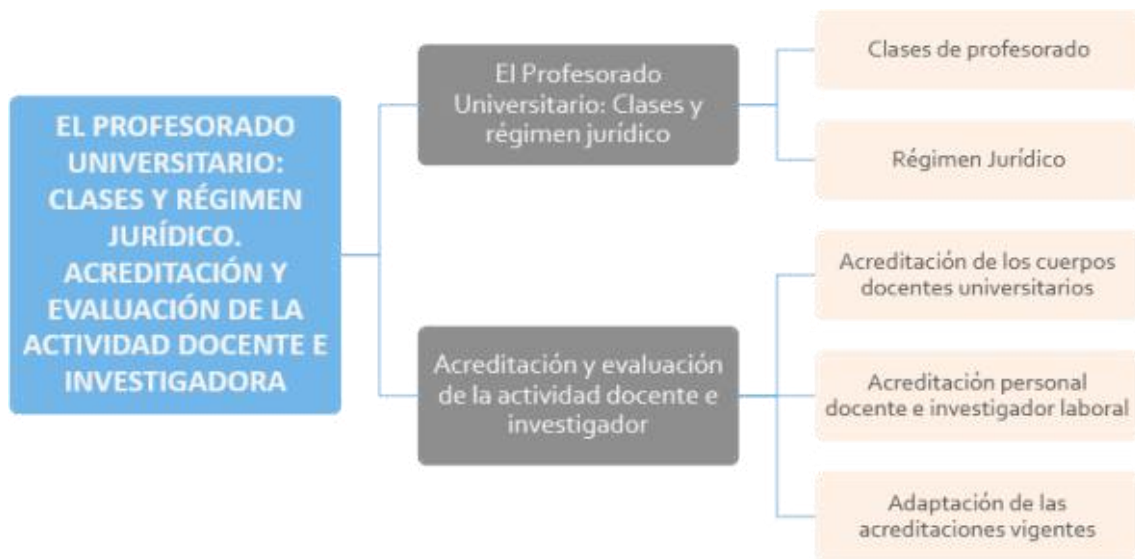 EL PROFESORADO
UNIVERSITARIO:
CLASES Y RÉGIMEN
JURÍDICO.
ACREDITACIÓN Y
EVALUACIÓN DE LA
ACTIVIDAD DOCENTE E
INVESTIGADORA
El Profesorado
Universitario: Clases y
régimen jurídico
Clases de profesorado
Régimen Jurídico
Acreditación y evaluación
de la actividad docente e
investigador
Acreditación de los cuerpos
docentes universitarios
Acreditación personal
docente e investigador laboral
Adaptación de las
acreditaciones vigentes